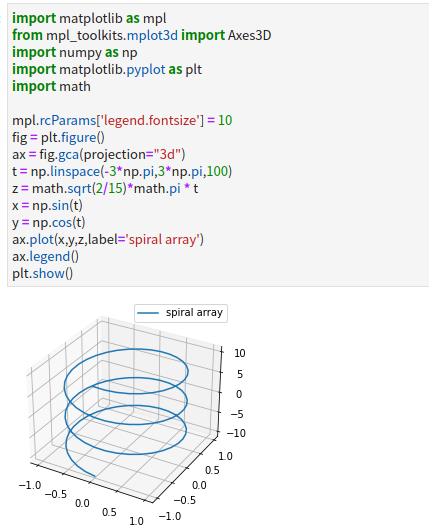 import matplotlib as mpl
from mpl_toolkits.mplot3d import Axes3D
import numpy as np
import matplotlib.pyplot as plt
import math

mpl.rcParams['legend.fontsize'] = 10
fig = plt.figure()
ax = fig.gca(projection="3d")
t = np.linspace(-3*np.pi,3*np.pi,100)
z = math.sqrt(2/15)*math.pi * t
x = np.sin(t)
y = np.cos(t)
ax.plot(x,y,z,label='spiral array')
ax.legend()
plt.show()
spiral array
10
5
0
−5
−10
1.0
0.5
0.0
−0.5
−1.0
−1.0
−0.5
0.0
0.5
1.0